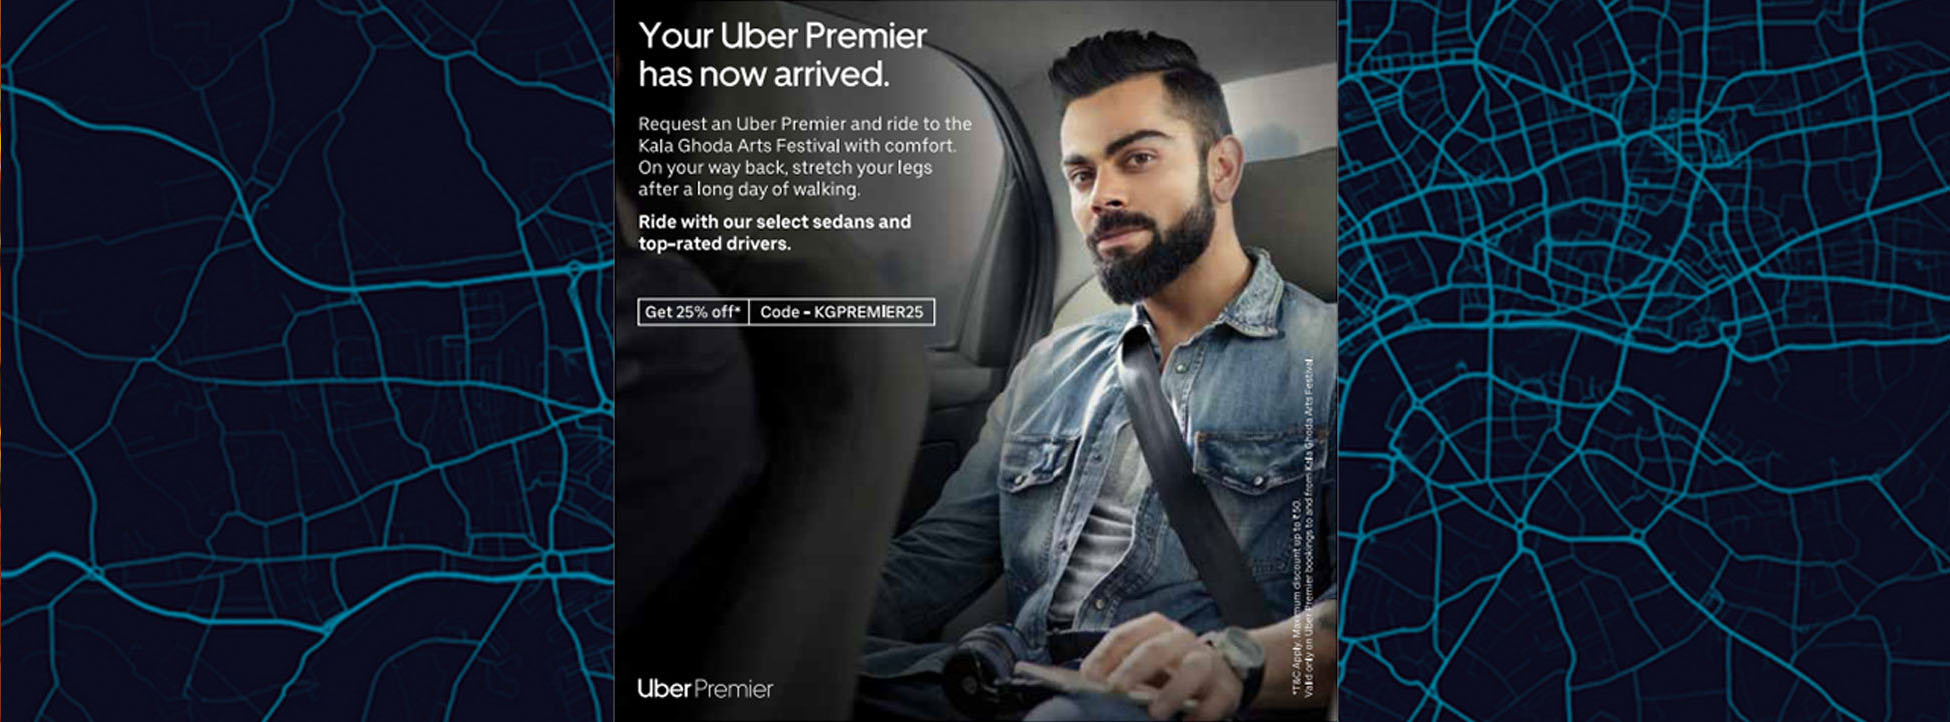 Your Uber Premier
has now arrived.
Request an Uber Premier and ride to the
Kala Ghoda Arts Festival with comfort.
On your way back, stretch your legs
after a long day of walking.
Ride with our select sedans and
top-rated drivers.
Get 25% off* Code - KGPREMIER25
Uber Premier
*T&C Apply. Maximum discount up to ₹50.
Valid only on Uber Premier bookings to and from Kala Ghoda Arts Festival.